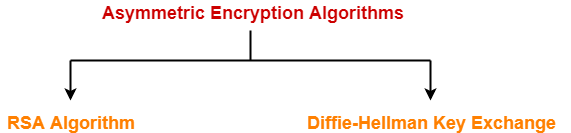 Asymmetric Encryption Algorithms
RSA Algorithm
Diffie-Hellman Key Exchange